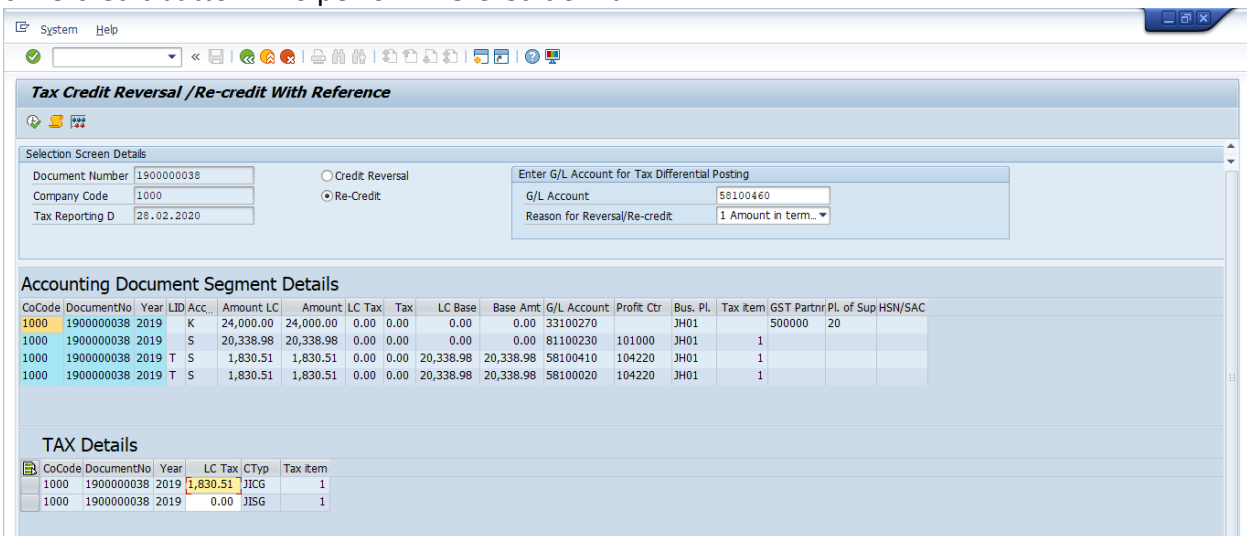 System Help
Tax Credit Reversal /Re-credit With Reference
Selection Screen Details
Document Number 1900000038 Credit Reversal Enter G/L Account for Tax Differential Posting
Company Code 1000 Re-Credit G/L Account 58100460
Tax Reporting D 28.02.2020 Reason for Reversal/Re-credit 1 Amount in term...
Accounting Document Segment Details
CoCode DocumentNo Year LID Acc... Amount LC Amount LC Tax Tax LC Base Base Amt G/L Account Profit Ctr Bus. Pl. Tax item GST Partnr Pl. of Sup HSN/SAC
1000 1900000038 2019 K 24,000.00 24,000.00 0.00 0.00 0.00 0.00 33100270 JH01 500000 20
1000 1900000038 2019 S 20,338.98 20,338.98 0.00 0.00 0.00 0.00 81100230 101000 JH01 1
1000 1900000038 2019 T S 1,830.51 1,830.51 0.00 0.00 20,338.98 20,338.98 58100410 104220 JH01 1
1000 1900000038 2019 T S 1,830.51 1,830.51 0.00 0.00 20,338.98 20,338.98 58100020 104220 JH01 1
TAX Details
CoCode DocumentNo Year LC Tax CTyp Tax item
1000 1900000038 2019 1,830.51 JICG 1
1000 1900000038 2019 0.00 JISG 1